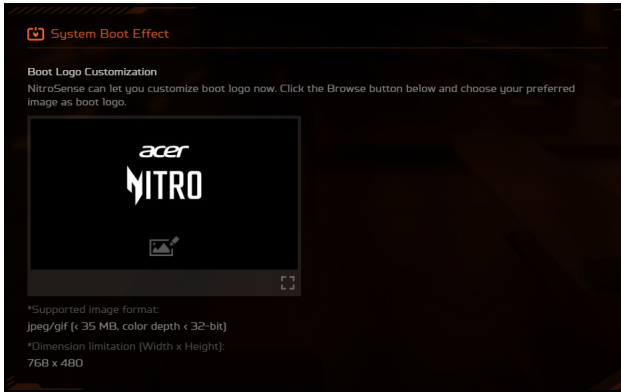 System Boot Effect
Boot Logo Customization
NitroSense can let you customize boot logo now. Click the Browse button below and choose your preferred
image as boot logo.
acer
NITRO
*Supported image format:
jpeg/gif (< 35 MB, color depth < 32-bit)
*Dimension limitation (Width x Height):
768 x 480